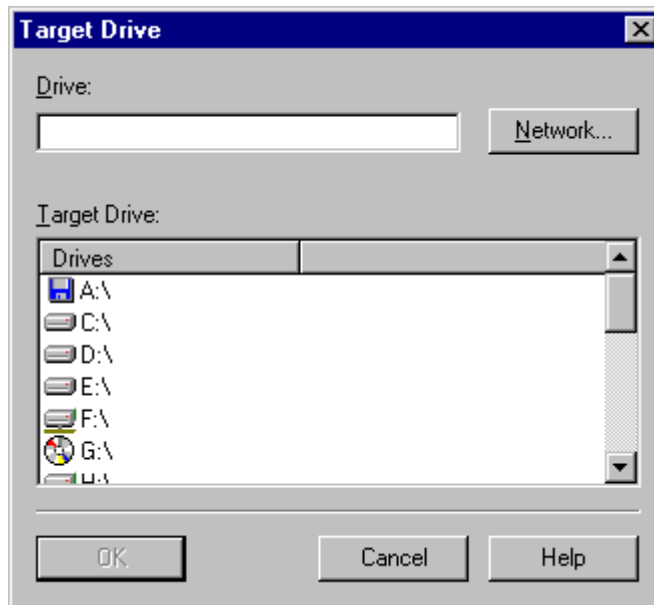 Target Drive
Drive:
Network...
Target Drive:
Drives
A:\
C:\
D:\
E:\
F:\
G:\
H:\
OK
Cancel
Help